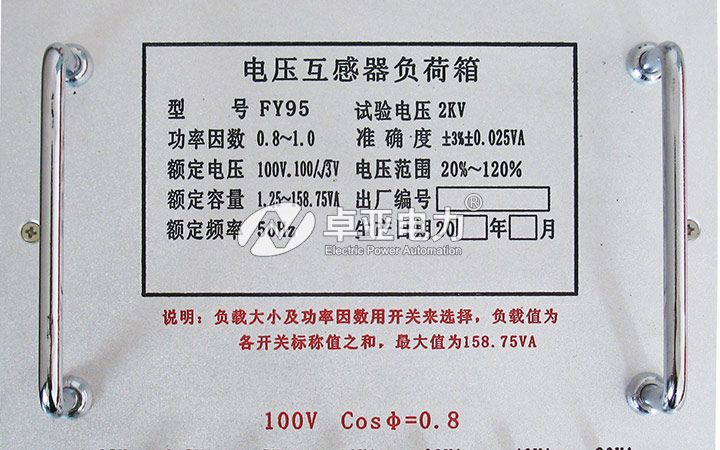 电压互感器负荷箱
型 号 FY95 试验电压 2KV
功率因数 0.8~1.0 准确度 ±3%±0.025VA
额定电压 100V.100/√3V 电压范围 20%~120%
额定容量 1.25~158.75VA 出厂编号
额定频率 50Hz 生产日期 20 年 月
卓亚电力®
Electric Power Automation
说明：负载大小及功率因数用开关来选择，负载值为
各开关标称值之和，最大值为158.75VA
100V CosΦ=0.8